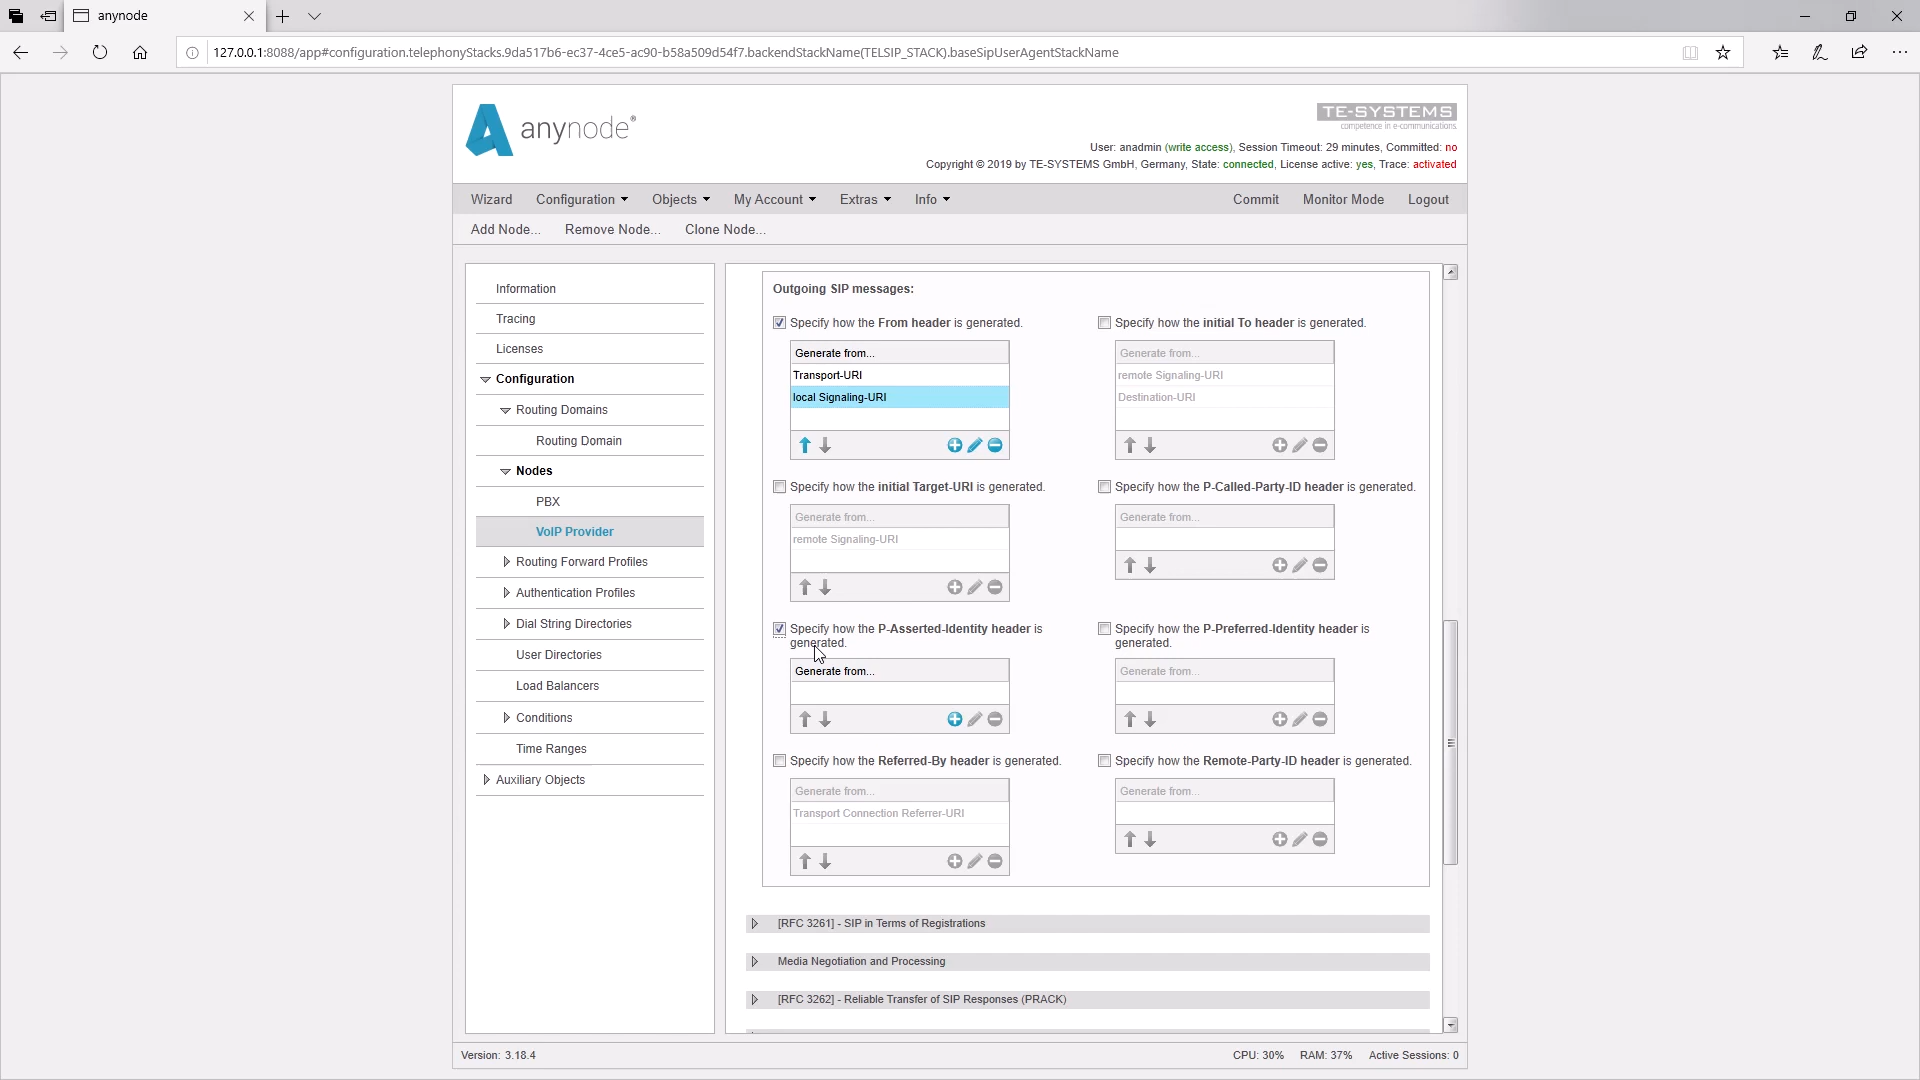 anynode
127.0.0.1:8088/app#configuration.telephonyStacks.9da517b6-ec37-4ce5-ac90-b58a509d54f7.backendStackName(TELSIP_STACK).baseSipUserAgentStackName
anynode®
TE-SYSTEMS
competence in e-communications.
User: anadmin (write access), Session Timeout: 29 minutes, Committed: no
Copyright © 2019 by TE-SYSTEMS GmbH, Germany, State: connected, License active: yes, Trace: activated
Wizard Configuration Objects My Account Extras Info Commit Monitor Mode Logout
Add Node... Remove Node... Clone Node...
Information
Tracing
Licenses
Configuration
Routing Domains
Routing Domain
Nodes
PBX
VoIP Provider
Routing Forward Profiles
Authentication Profiles
Dial String Directories
User Directories
Load Balancers
Conditions
Time Ranges
Auxiliary Objects
Outgoing SIP messages:
Specify how the From header is generated.
Generate from...
Transport-URI
local Signaling-URI
Specify how the initial To header is generated.
Generate from...
remote Signaling-URI
Destination-URI
Specify how the initial Target-URI is generated.
Generate from...
remote Signaling-URI
Specify how the P-Called-Party-ID header is generated.
Generate from...
Specify how the P-Asserted-Identity header is
generated.
Generate from...
Specify how the P-Preferred-Identity header is
generated.
Generate from...
Specify how the Referred-By header is generated.
Generate from...
Transport Connection Referrer-URI
Specify how the Remote-Party-ID header is generated.
Generate from...
[RFC 3261] - SIP in Terms of Registrations
Media Negotiation and Processing
[RFC 3262] - Reliable Transfer of SIP Responses (PRACK)
Version: 3.18.4
CPU: 30% RAM: 37% Active Sessions: 0